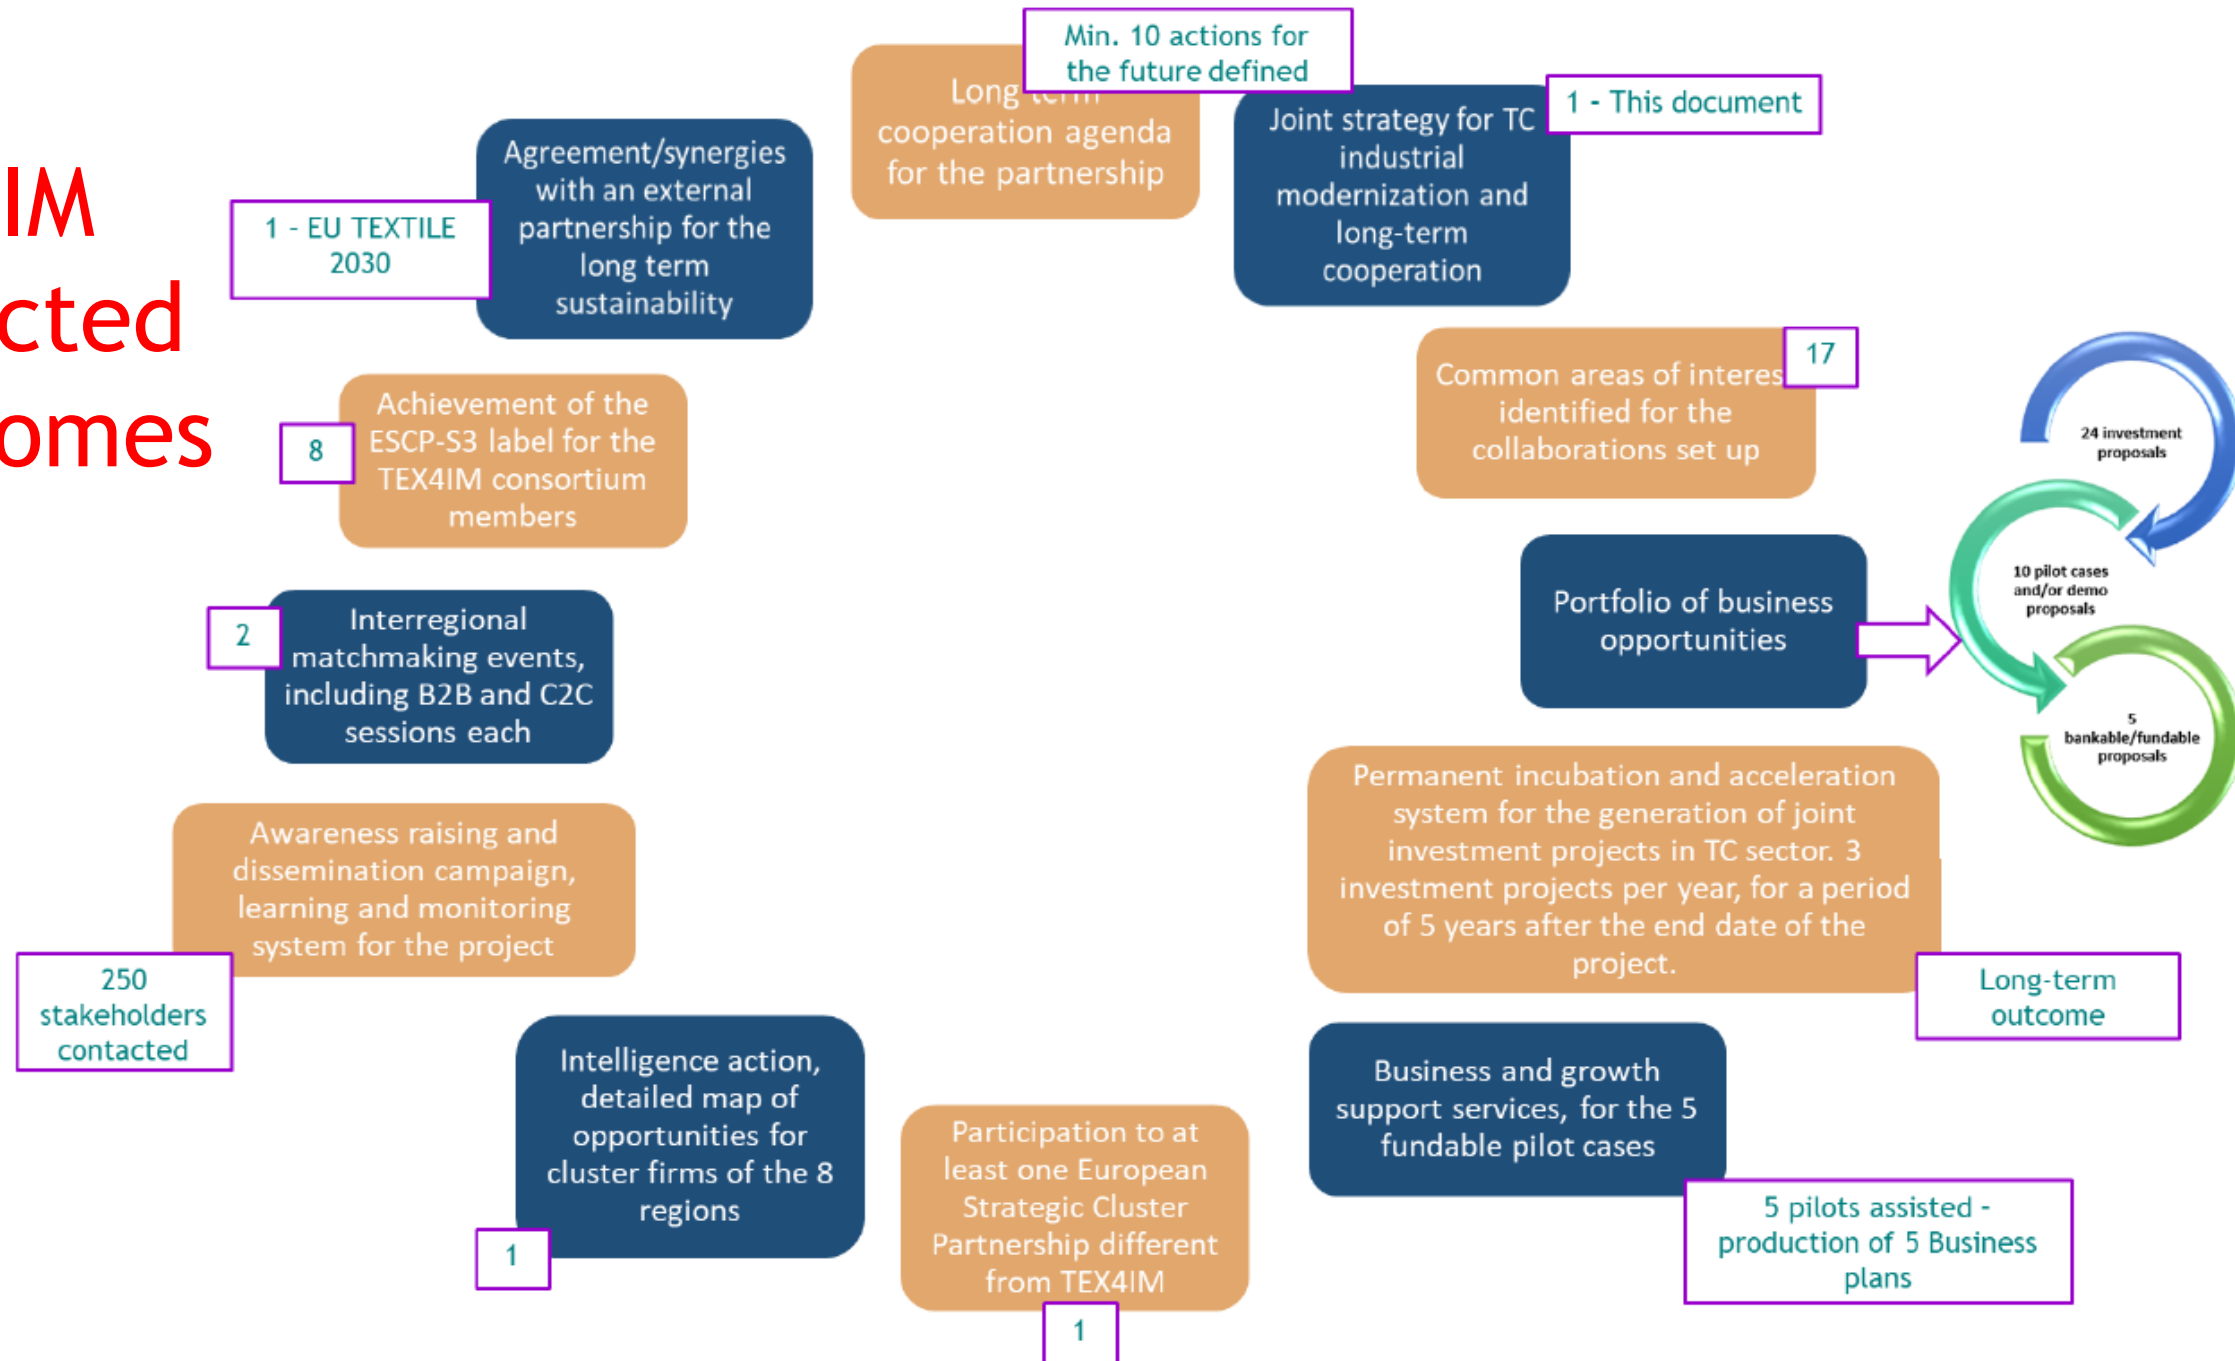 IM
cted
omes
Min. 10 actions for
the future defined
Long term
cooperation agenda
for the partnership
1 - This document
Joint strategy for TC
industrial
modernization and
long-term
cooperation
Agreement/synergies
with an external
partnership for the
long term
sustainability
1 - EU TEXTILE
2030
17
Common areas of interes
identified for the
collaborations set up
Achievement of the
ESCP-S3 label for the
TEX4IM consortium
members
8
24 investment
proposals
10 pilot cases
and/or demo
proposals
5
bankable/fundable
proposals
Portfolio of business
opportunities
2
Interregional
matchmaking events,
including B2B and C2C
sessions each
Permanent incubation and acceleration
system for the generation of joint
investment projects in TC sector. 3
investment projects per year, for a period
of 5 years after the end date of the
project.
Long-term
outcome
Awareness raising and
dissemination campaign,
learning and monitoring
system for the project
250
stakeholders
contacted
Intelligence action,
detailed map of
opportunities for
cluster firms of the 8
regions
1
Participation to at
least one European
Strategic Cluster
Partnership different
from TEX4IM
1
Business and growth
support services, for the 5
fundable pilot cases
5 pilots assisted -
production of 5 Business
plans